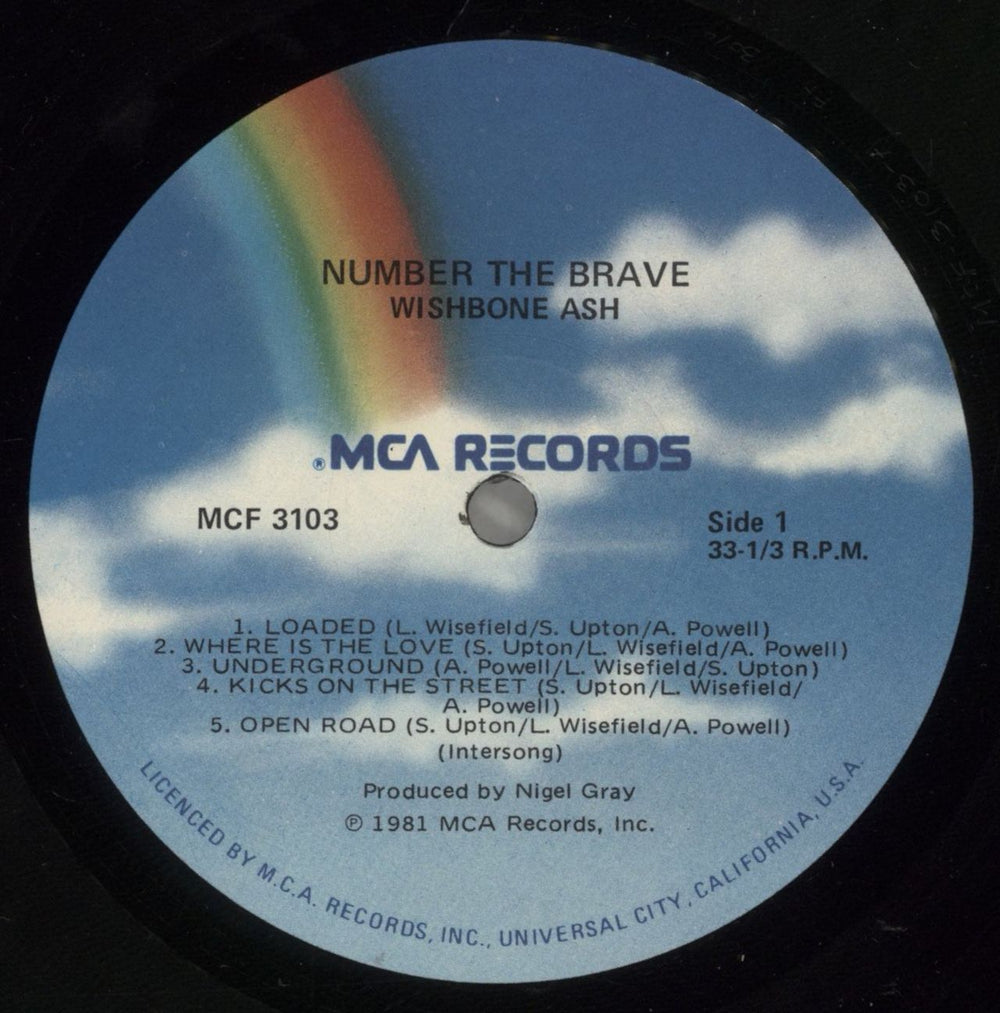 NUMBER THE BRAVE
WISHBONE ASH
® MCA RECORDS
MCF 3103
Side 1
33-1/3 R.P.M.
1. LOADED (L. Wisefield/S. Upton/A. Powell)
2. WHERE IS THE LOVE (S. Upton/L. Wisefield/A. Powell)
3. UNDERGROUND (A. Powell/L. Wisefield/S. Upton)
4. KICKS ON THE STREET (S. Upton/L. Wisefield/
A. Powell)
5. OPEN ROAD (S. Upton/L. Wisefield/A. Powell)
(Intersong)
Produced by Nigel Gray
℗ 1981 MCA Records, Inc.
LICENCED BY M.C.A. RECORDS, INC., UNIVERSAL CITY, CALIFORNIA, U.S.A.